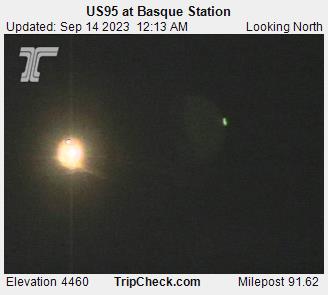 US95 at Basque Station
Updated: Sep 14 2023 12:13 AM Looking North
Elevation 4460 TripCheck.com Milepost 91.62